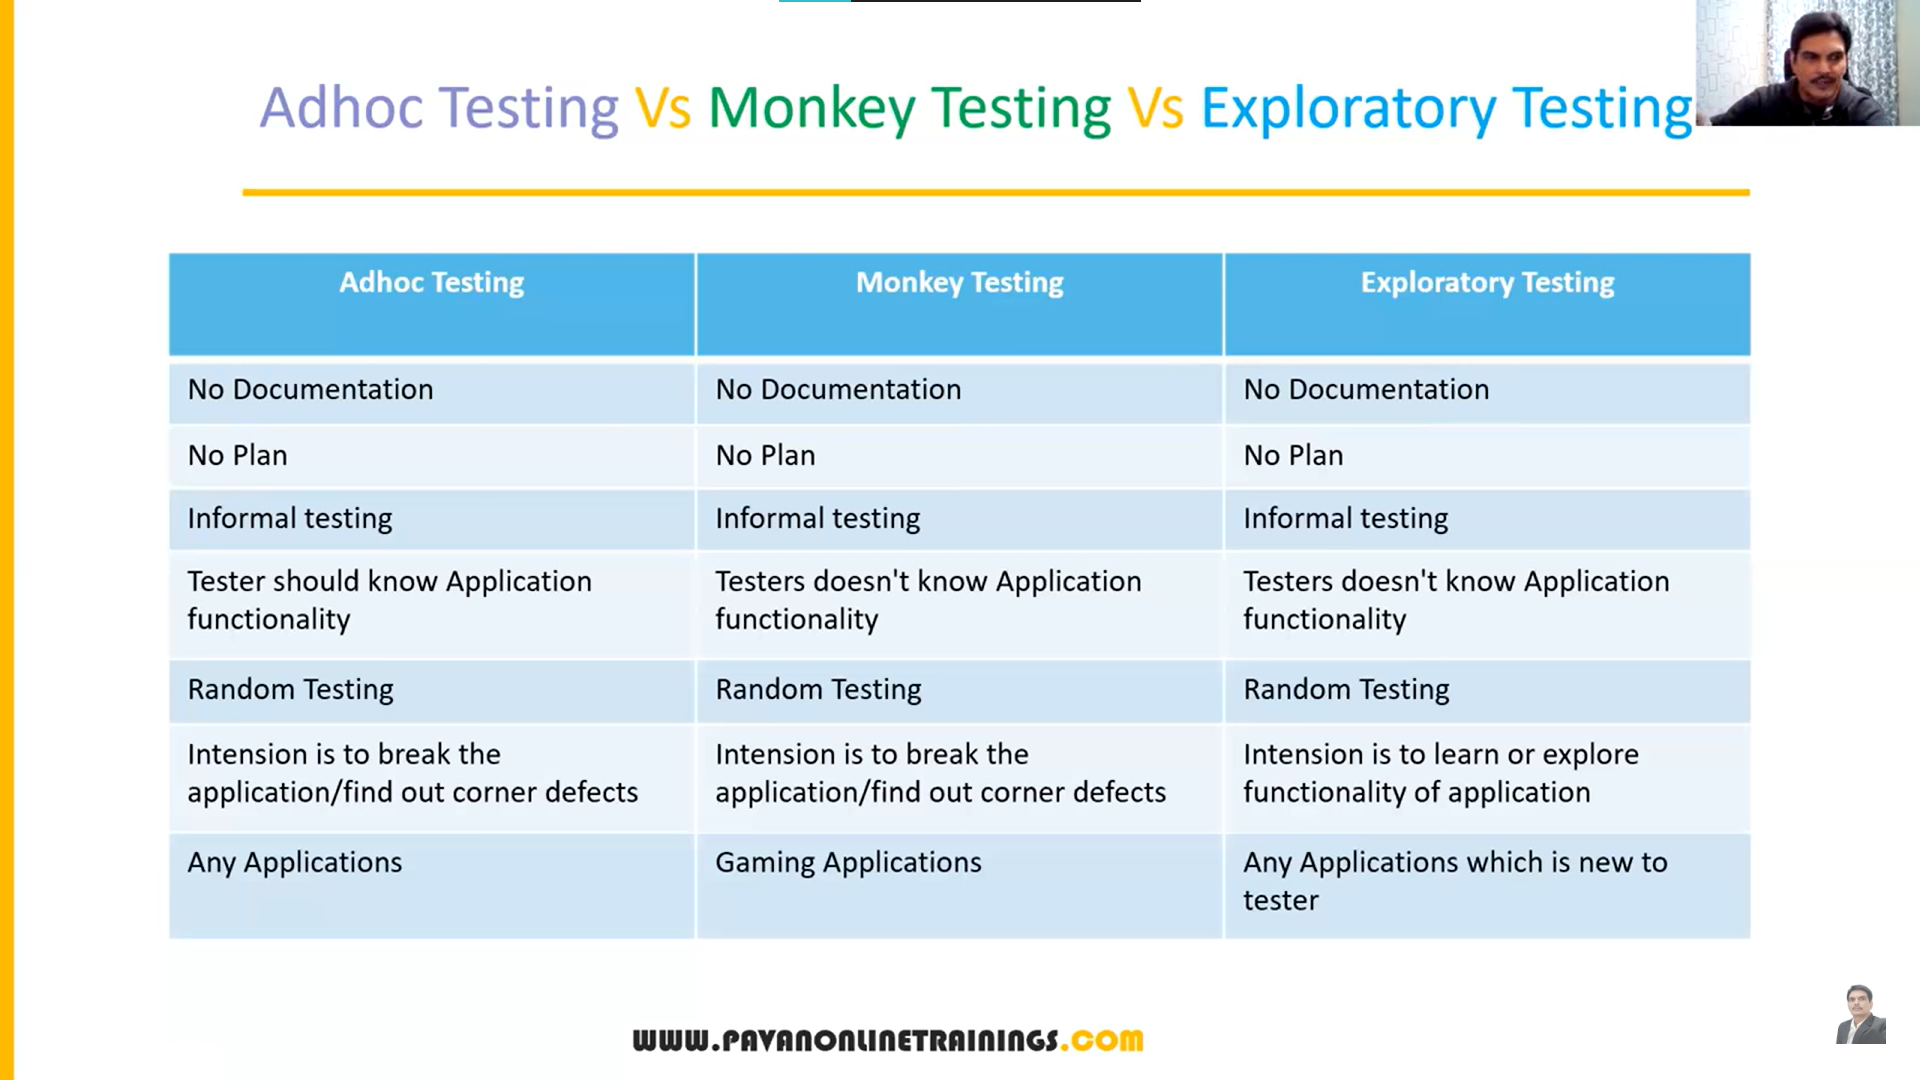 Adhoc Testing Vs Monkey Testing Vs Exploratory Testing
Adhoc Testing
Monkey Testing
Exploratory Testing
No Documentation
No Documentation
No Documentation
No Plan
No Plan
No Plan
Informal testing
Informal testing
Informal testing
Tester should know Application
functionality
Testers doesn't know Application
functionality
Testers doesn't know Application
functionality
Random Testing
Random Testing
Random Testing
Intension is to break the
application/find out corner defects
Intension is to break the
application/find out corner defects
Intension is to learn or explore
functionality of application
Any Applications
Gaming Applications
Any Applications which is new to
tester
WWW.PAVANONLINETRAININGS.COM